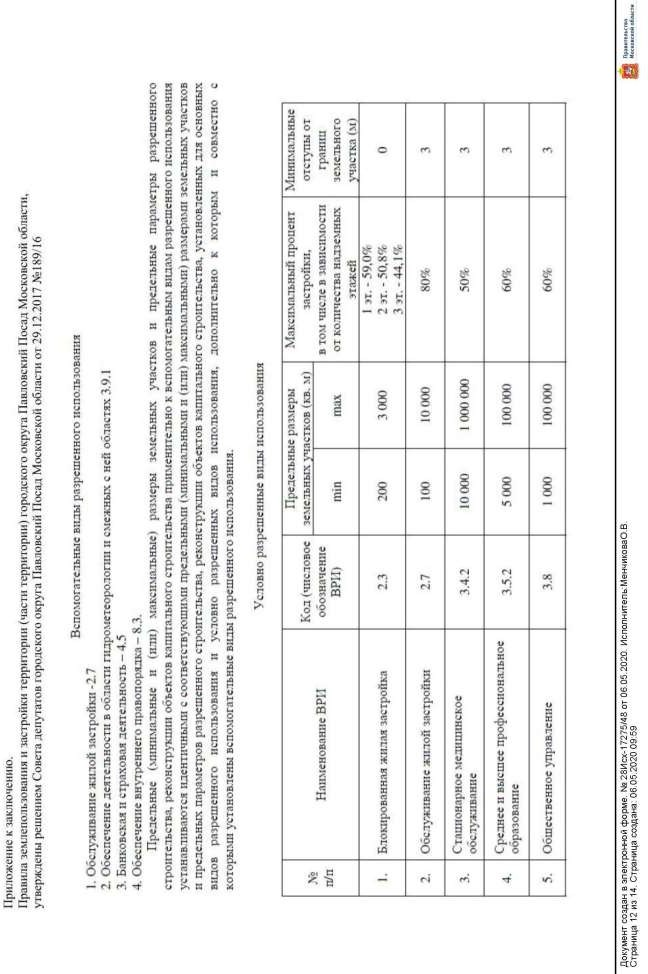 Приложение к заключению.
Правила землепользования и застройки территории (части территории) городского округа Павловский Посад Московской области,
утверждены решением Совета депутатов городского округа Павловский Посад Московской области от 29.12.2017 №189/16
Вспомогательные виды разрешенного использования
1. Обслуживание жилой застройки -2.7
2. Обеспечение деятельности в области гидрометеорологии и смежных с ней областях 3.9.1
3. Банковская и страховая деятельность – 4.5
4. Обеспечение внутреннего правопорядка – 8.3.
Предельные (минимальные и (или) максимальные) размеры земельных участков и предельные параметры разрешенного
строительства, реконструкции объектов капитального строительства применительно к вспомогательным видам разрешенного использования
устанавливаются идентичными с соответствующими предельными (минимальными и (или) максимальными) размерами земельных участков
и предельных параметров разрешенного строительства, реконструкции объектов капитального строительства, установленных для основных
видов разрешенного использования и условно разрешенных видов использования, дополнительно к которым и совместно с
которыми установлены вспомогательные виды разрешенного использования.
Условно разрешенные виды использования
№ п/п Наименование ВРИ Код (числовое обозначение ВРИ) Предельные размеры земельных участков (кв. м) Максимальный процент застройки, в том числе в зависимости от количества надземных этажей Минимальные отступы от границ земельного участка (м)
min max
1. Блокированная жилая застройка 2.3 200 3 000 1 эт. - 59,0% 0
2 эт. - 50,8%
3 эт. - 44,1%
2. Обслуживание жилой застройки 2.7 100 10 000 80% 3
3. Стационарное медицинское обслуживание 3.4.2 10 000 1 000 000 50% 3
4. Среднее и высшее профессиональное образование 3.5.2 5 000 100 000 60% 3
5. Общественное управление 3.8 1 000 100 000 60% 3
Документ создан в электронной форме. № 28Исх-17275/48 от 06.05.2020. Исполнитель:МенчиковаО.В.
Страница 12 из 14. Страница создана: 06.05.2020 09:59
Правительство
Московской области